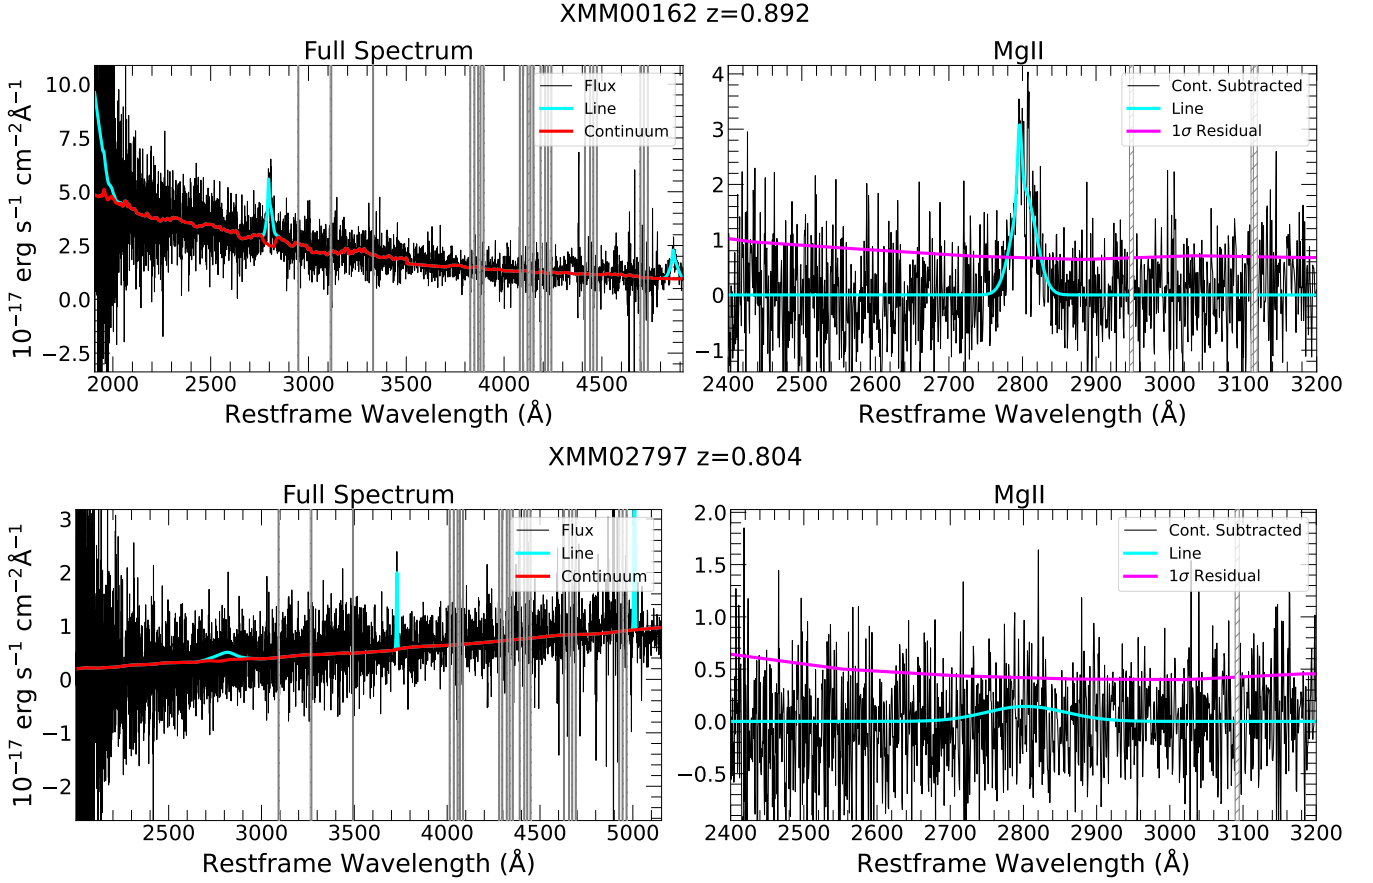 XMM00162 z=0.892
Full Spectrum
MgII
10⁻¹⁷ erg s⁻¹ cm⁻²Å⁻¹
10.0
7.5
5.0
2.5
0.0
−2.5
Flux
Line
Continuum
2000 2500 3000 3500 4000 4500
Restframe Wavelength (Å)
4
3
2
1
0
−1
Cont. Subtracted
Line
1σ Residual
2400 2500 2600 2700 2800 2900 3000 3100 3200
Restframe Wavelength (Å)
XMM02797 z=0.804
Full Spectrum
MgII
10⁻¹⁷ erg s⁻¹ cm⁻²Å⁻¹
3
2
1
0
−1
−2
Flux
Line
Continuum
2500 3000 3500 4000 4500 5000
Restframe Wavelength (Å)
2.0
1.5
1.0
0.5
0.0
−0.5
Cont. Subtracted
Line
1σ Residual
2400 2500 2600 2700 2800 2900 3000 3100 3200
Restframe Wavelength (Å)